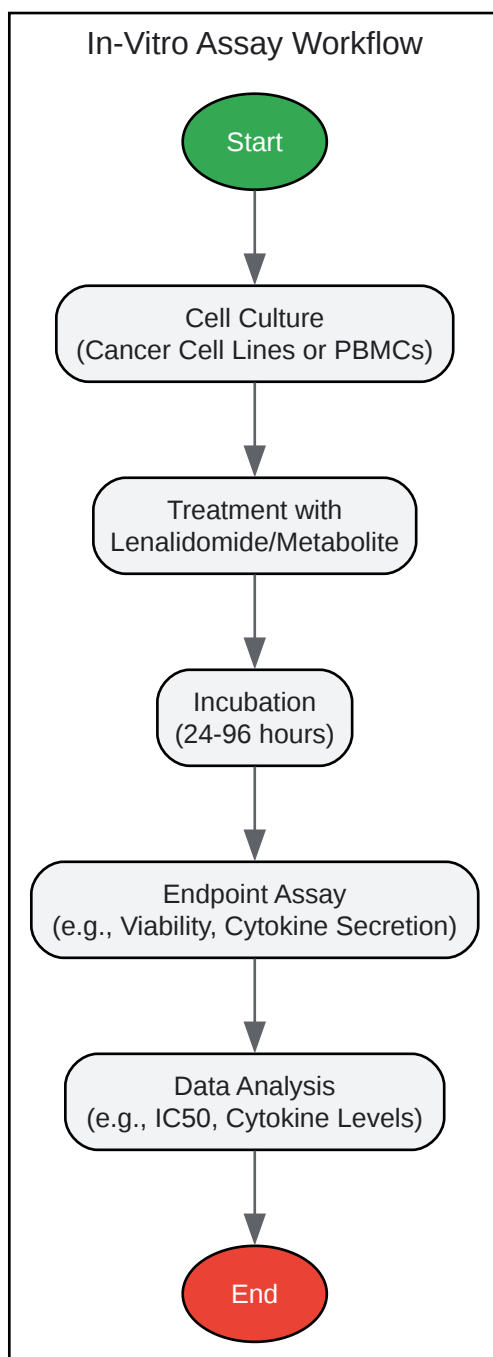 In-Vitro Assay Workflow
Start
Cell Culture
(Cancer Cell Lines or PBMCs)
Treatment with
Lenalidomide/Metabolite
Incubation
(24-96 hours)
Endpoint Assay
(e.g., Viability, Cytokine Secretion)
Data Analysis
(e.g., IC50, Cytokine Levels)
End